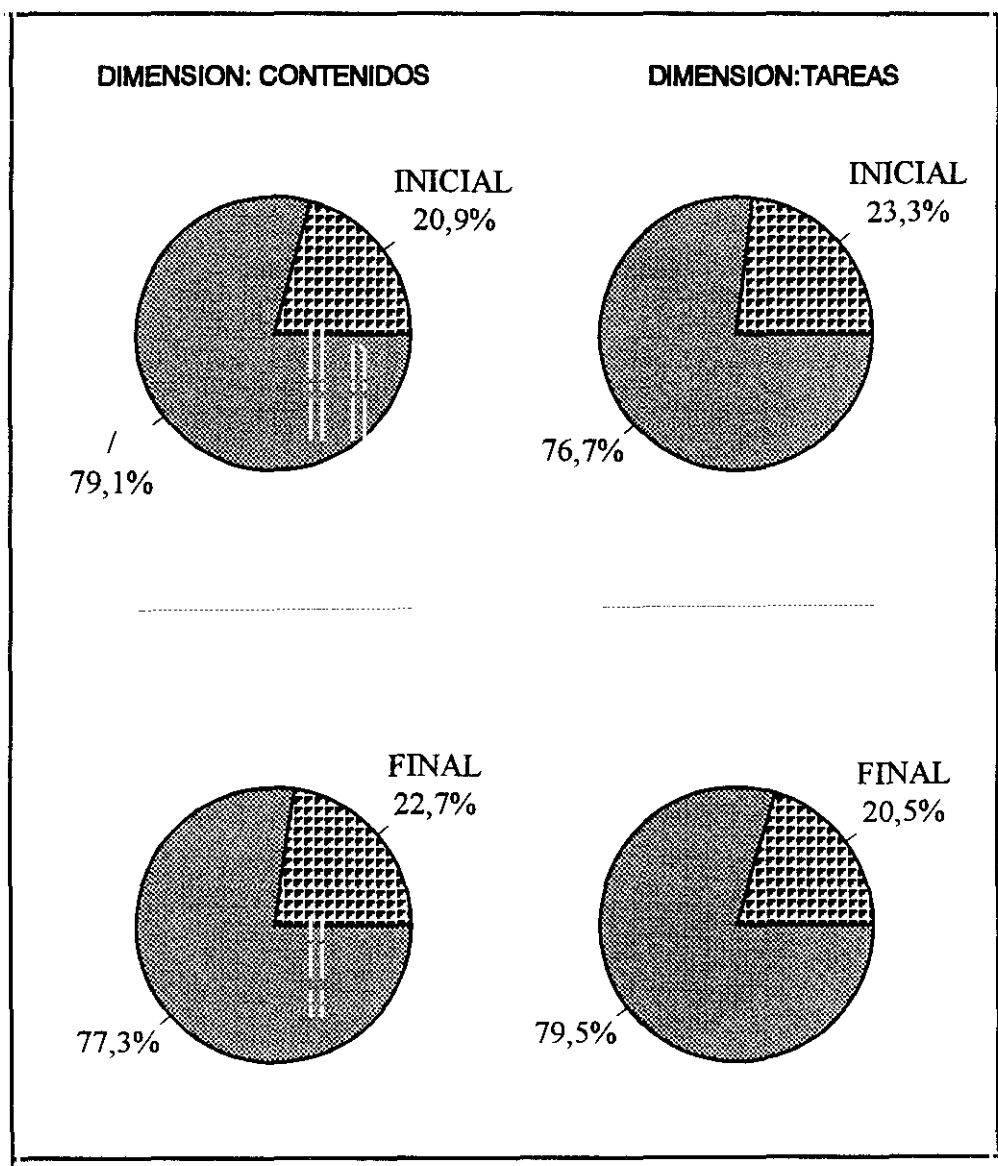 DIMENSION: CONTENIDOS
INICIAL
20,9%
79,1%
DIMENSION:TAREAS
INICIAL
23,3%
76,7%
FINAL
22,7%
77,3%
FINAL
20,5%
79,5%